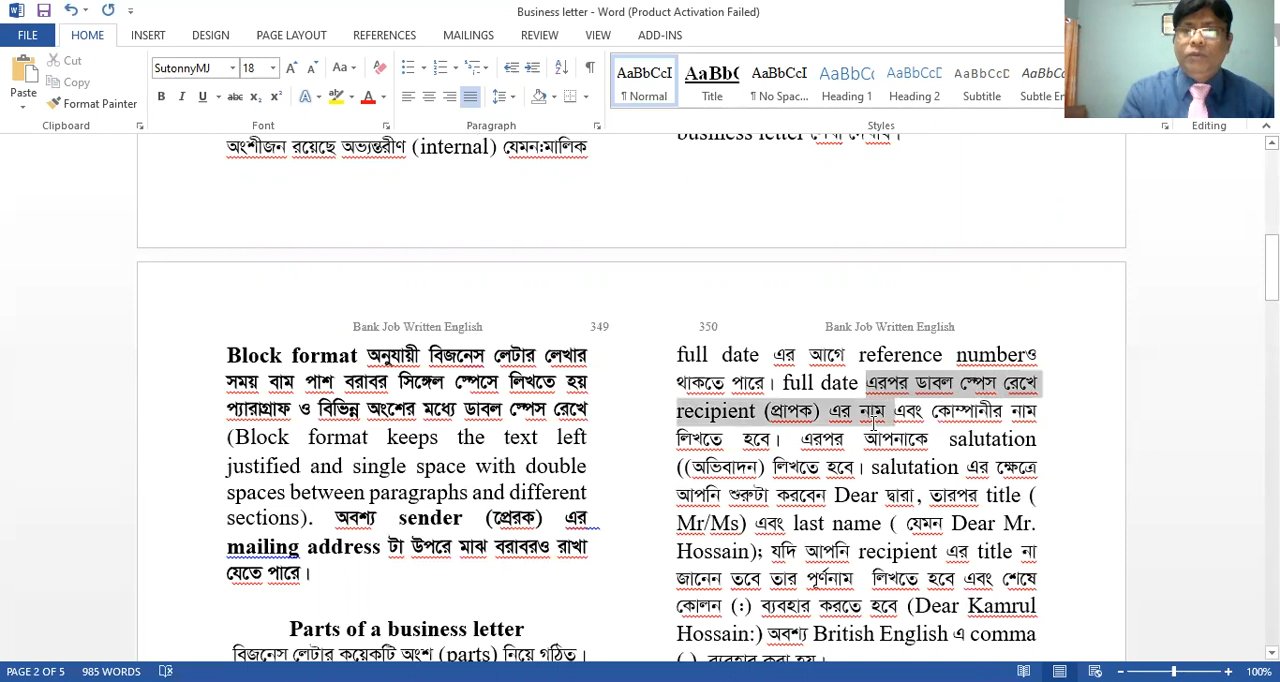 Business letter - Word (Product Activation Failed)
FILE HOME INSERT DESIGN PAGE LAYOUT REFERENCES MAILINGS REVIEW VIEW ADD-INS
Paste
Cut
Copy
Format Painter
Clipboard
SutonnyMJ 18
Font
Paragraph
AaBbCcI AaBb( AaBbCcI AaBbCcC AaBbCcC AaBbCcD AaBbCc
¶ Normal Title ¶ No Spac... Heading 1 Heading 2 Subtitle Subtle Em
Styles
Editing
অংশীজন রয়েছে অভ্যন্তরীণ (internal) যেমন:মালিক
business letter লেখা দেখায়।
Bank Job Written English 349
Block format অনুযায়ী বিজনেস লেটার লেখার
সময় বাম পাশ বরাবর সিঙ্গেল স্পেসে লিখতে হয়
প্যারাগ্রাফ ও বিভিন্ন অংশের মধ্যে ডাবল স্পেস রেখে
(Block format keeps the text left
justified and single space with double
spaces between paragraphs and different
sections). অবশ্য sender (প্রেরক) এর
mailing address টা উপরে মাঝ বরাবরও রাখা
যেতে পারে।
Parts of a business letter
বিজনেস লেটার কয়েকটি অংশ (parts) নিয়ে গঠিত।
350 Bank Job Written English
full date এর আগে reference numberও
থাকতে পারে। full date এরপর ডাবল স্পেস রেখে
recipient (প্রাপক) এর নাম এবং কোম্পানীর নাম
লিখতে হবে। এরপর আপনাকে salutation
((অভিবাদন) লিখতে হবে। salutation এর ক্ষেত্রে
আপনি শুরুটা করবেন Dear দ্বারা, তারপর title (
Mr/Ms) এবং last name ( যেমন Dear Mr.
Hossain); যদি আপনি recipient এর title না
জানেন তবে তার পূর্ণনাম লিখতে হবে এবং শেষে
কোলন (:) ব্যবহার করতে হবে (Dear Kamrul
Hossain:) অবশ্য British English এ comma
(,) ব্যবহার করা হয়।
PAGE 2 OF 5 985 WORDS 100%